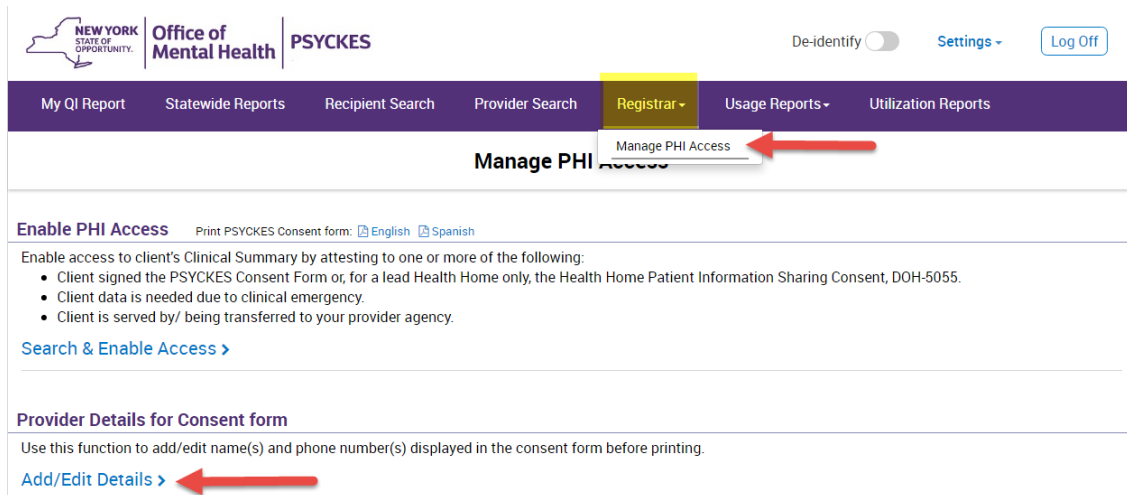 NEW YORK
STATE OF
OPPORTUNITY.
Office of
Mental Health
PSYCKES
De-identify
Settings
Log Off
My QI Report Statewide Reports Recipient Search Provider Search Registrar Usage Reports Utilization Reports
Manage PHI Access
Manage PHI Access
Enable PHI Access Print PSYCKES Consent form: English Spanish
Enable access to client's Clinical Summary by attesting to one or more of the following:
• Client signed the PSYCKES Consent Form or, for a lead Health Home only, the Health Home Patient Information Sharing Consent, DOH-5055.
• Client data is needed due to clinical emergency.
• Client is served by/ being transferred to your provider agency.
Search & Enable Access >
Provider Details for Consent form
Use this function to add/edit name(s) and phone number(s) displayed in the consent form before printing.
Add/Edit Details >